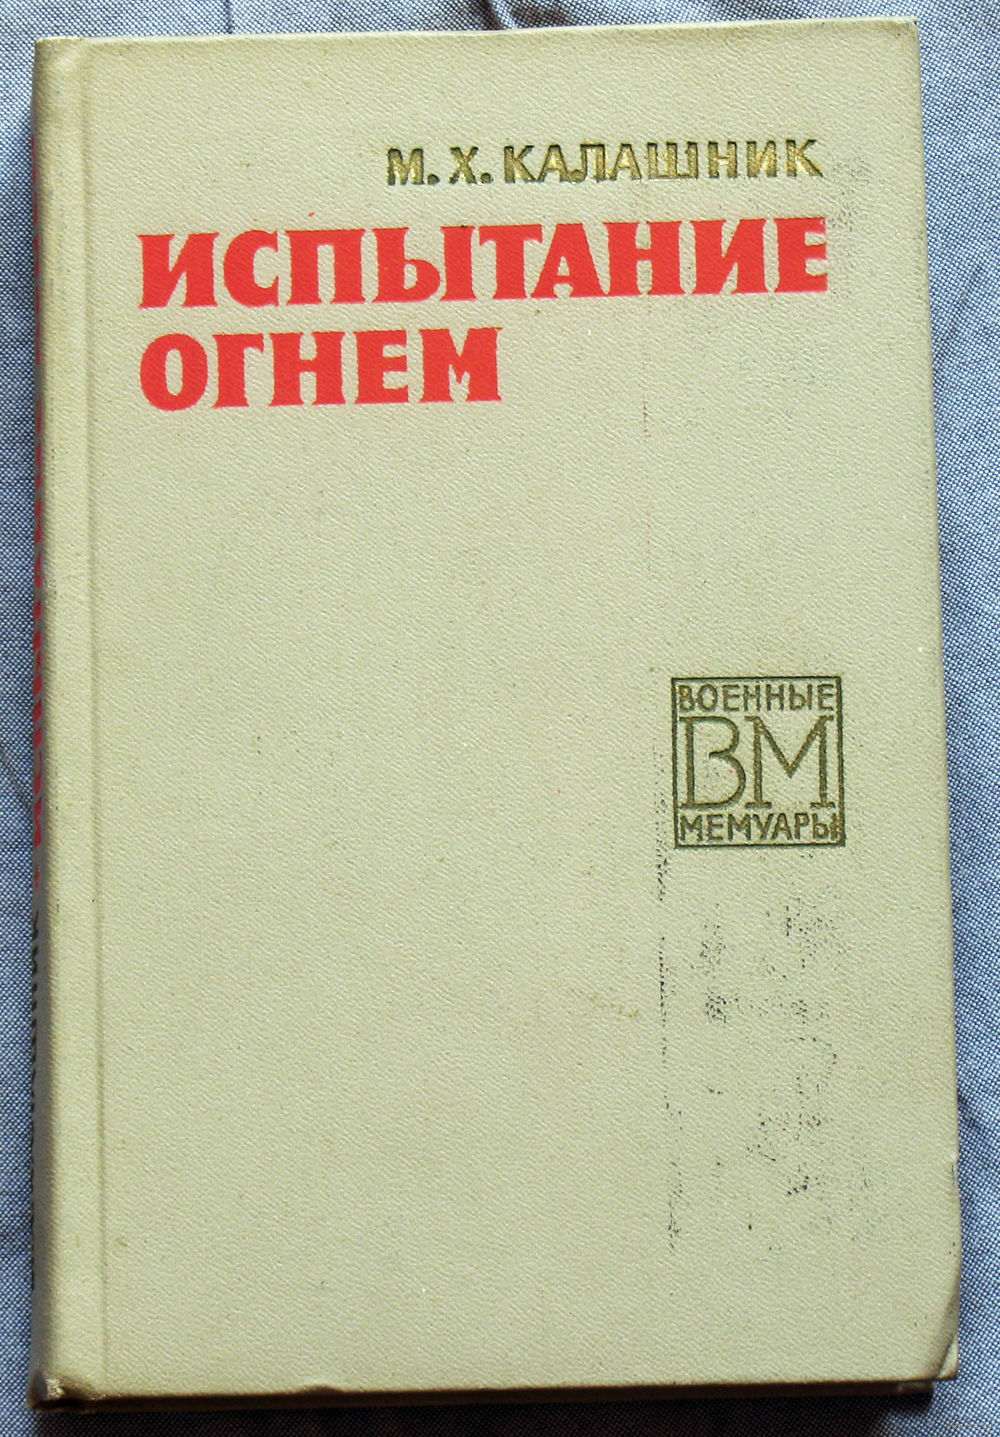 М. Х. КАЛАШНИК
ИСПЫТАНИЕ
ОГНЕМ
ВОЕННЫЕ
ВМ
МЕМУАРЫ